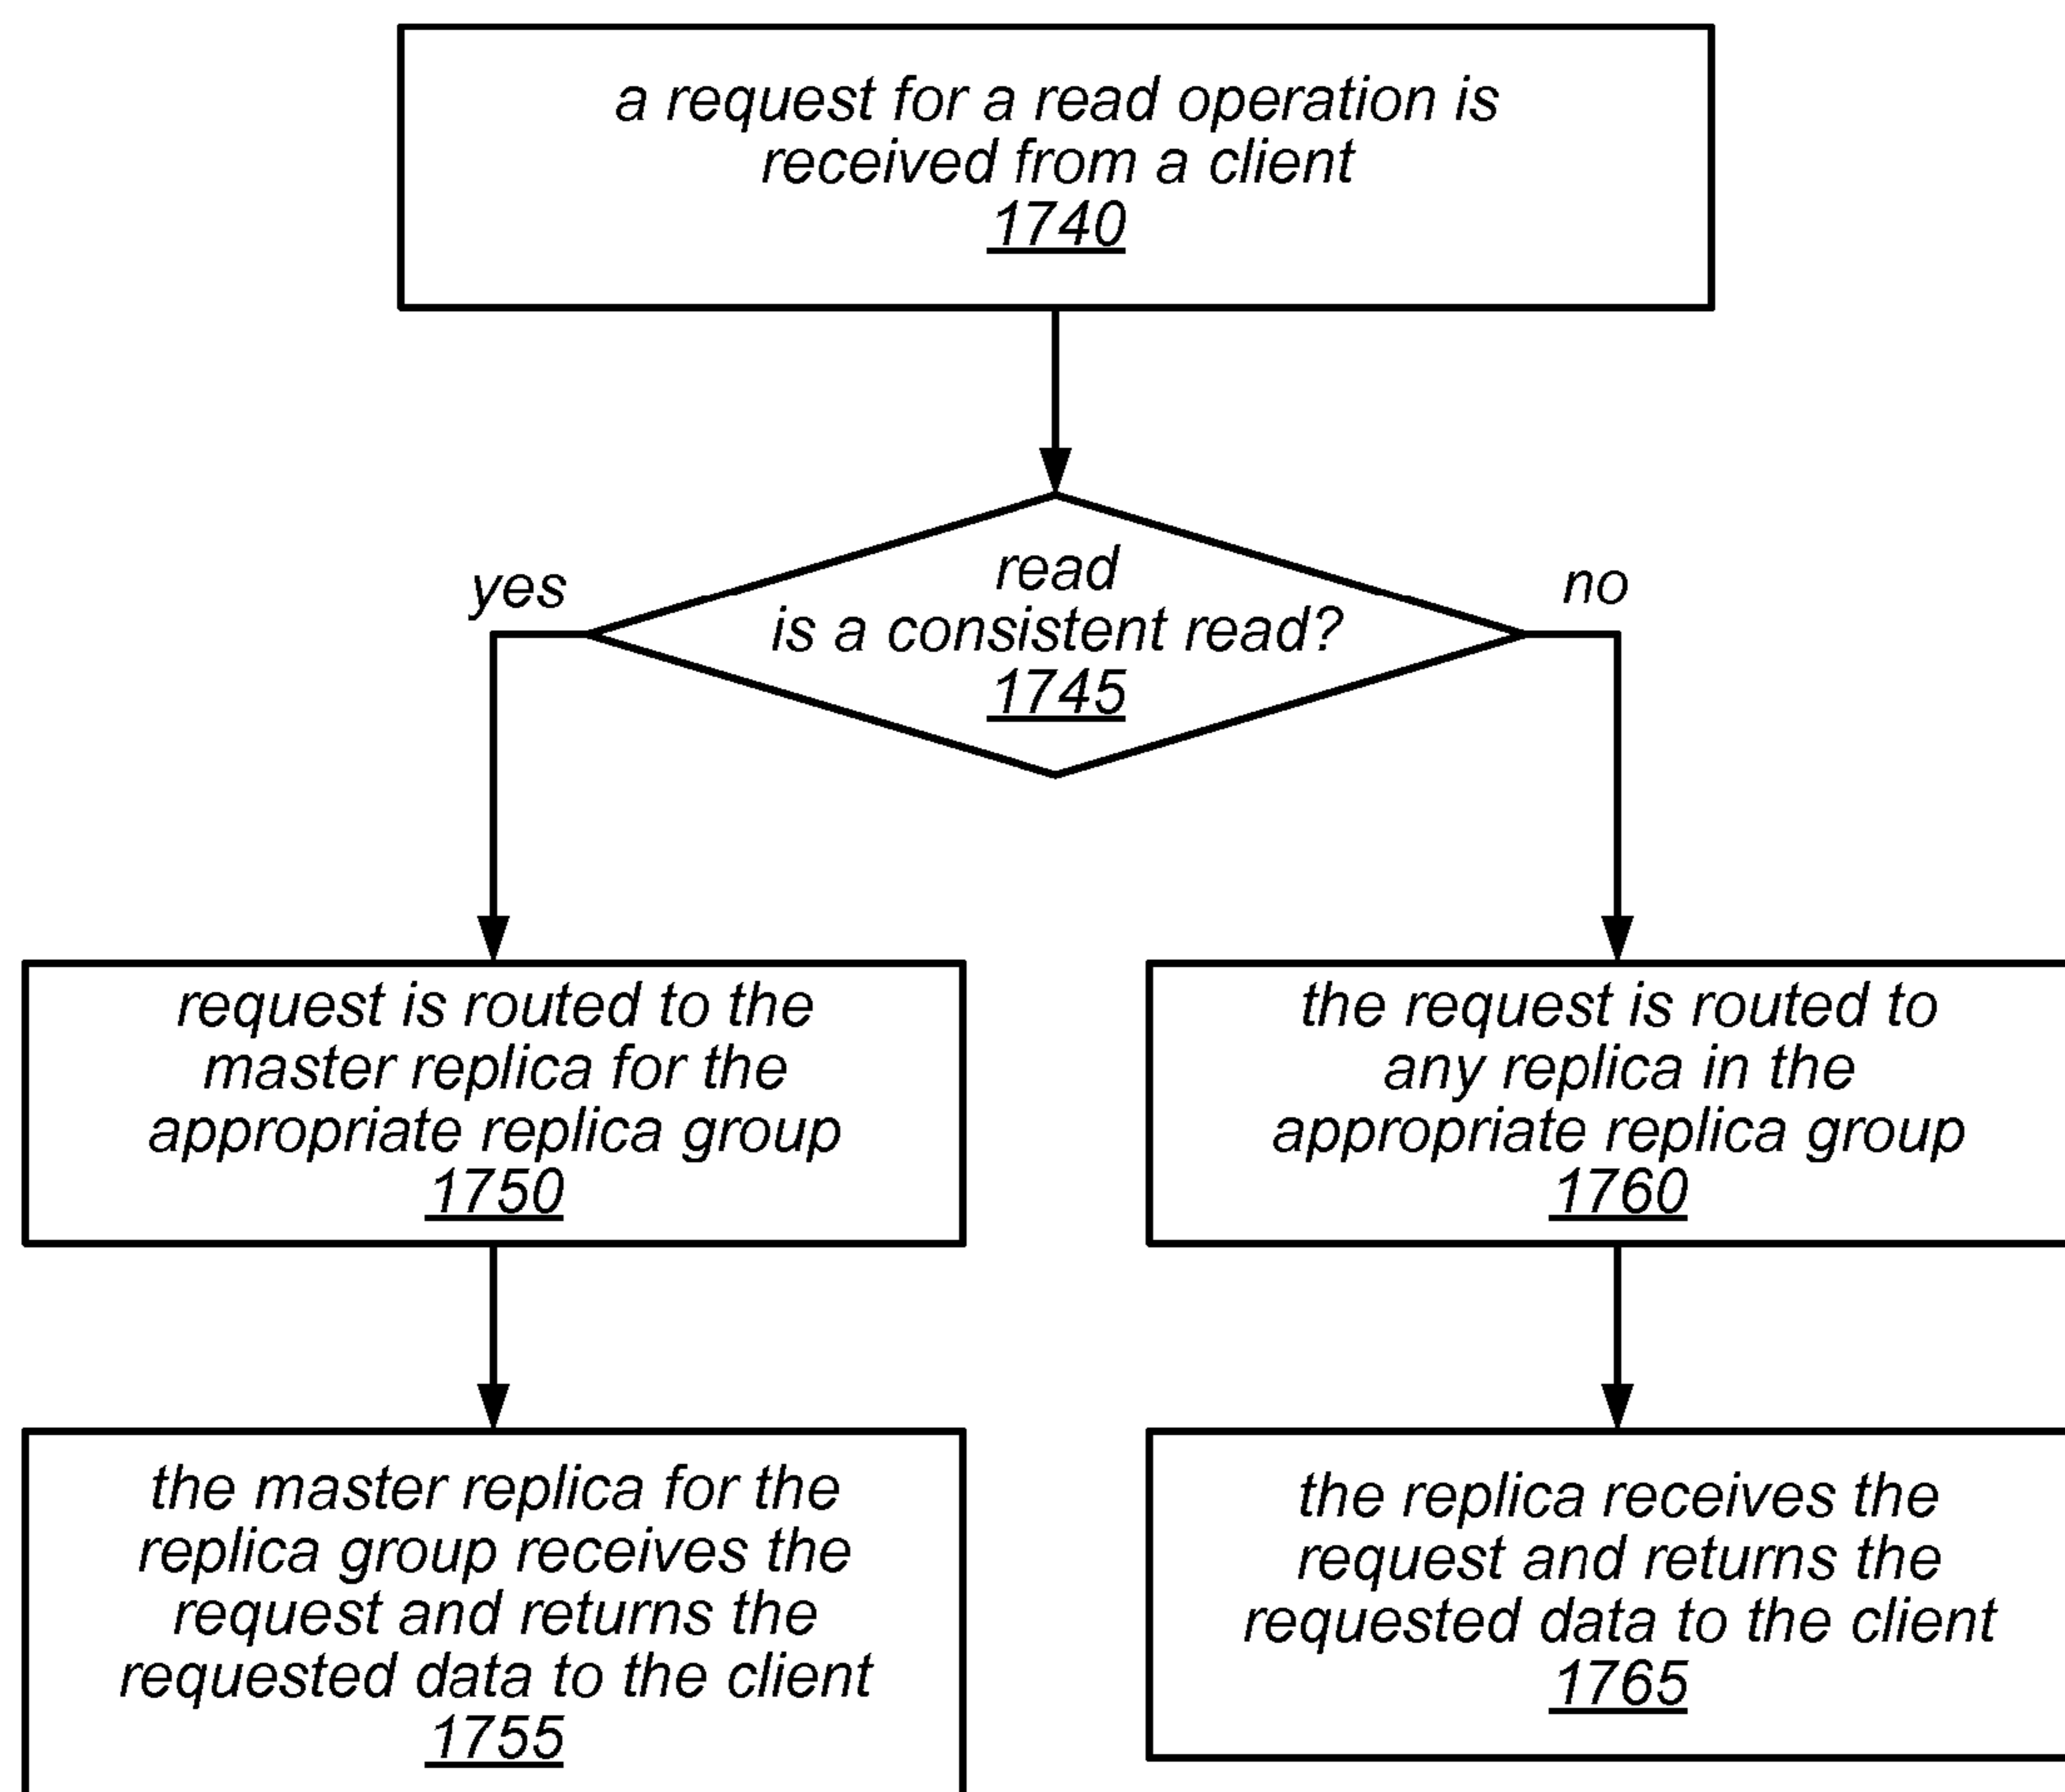 a request for a read operation is
received from a client
1740
read
is a consistent read?
1745
yes
no
request is routed to the
master replica for the
appropriate replica group
1750
the request is routed to
any replica in the
appropriate replica group
1760
the master replica for the
replica group receives the
request and returns the
requested data to the client
1755
the replica receives the
request and returns the
requested data to the client
1765